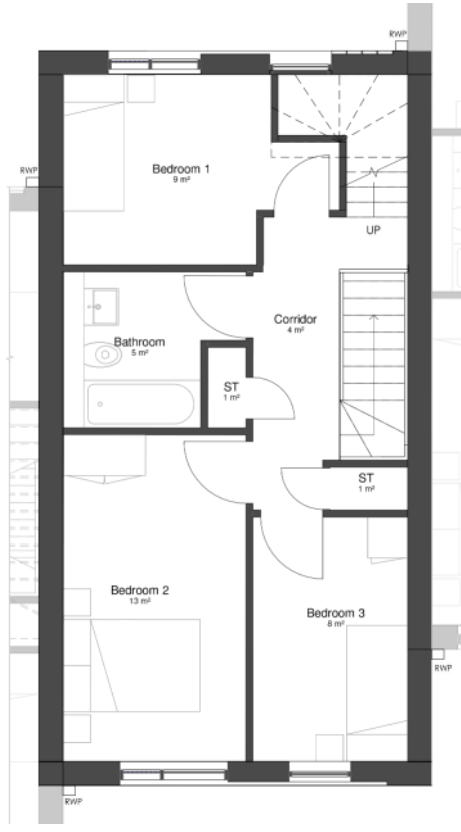 RWP
RWP
Bedroom 1
9 m²
RWP
UP
Corridor
4 m²
Bathroom
5 m²
ST
1 m²
ST
1 m²
Bedroom 2
13 m²
Bedroom 3
8 m²
RWP
RWP